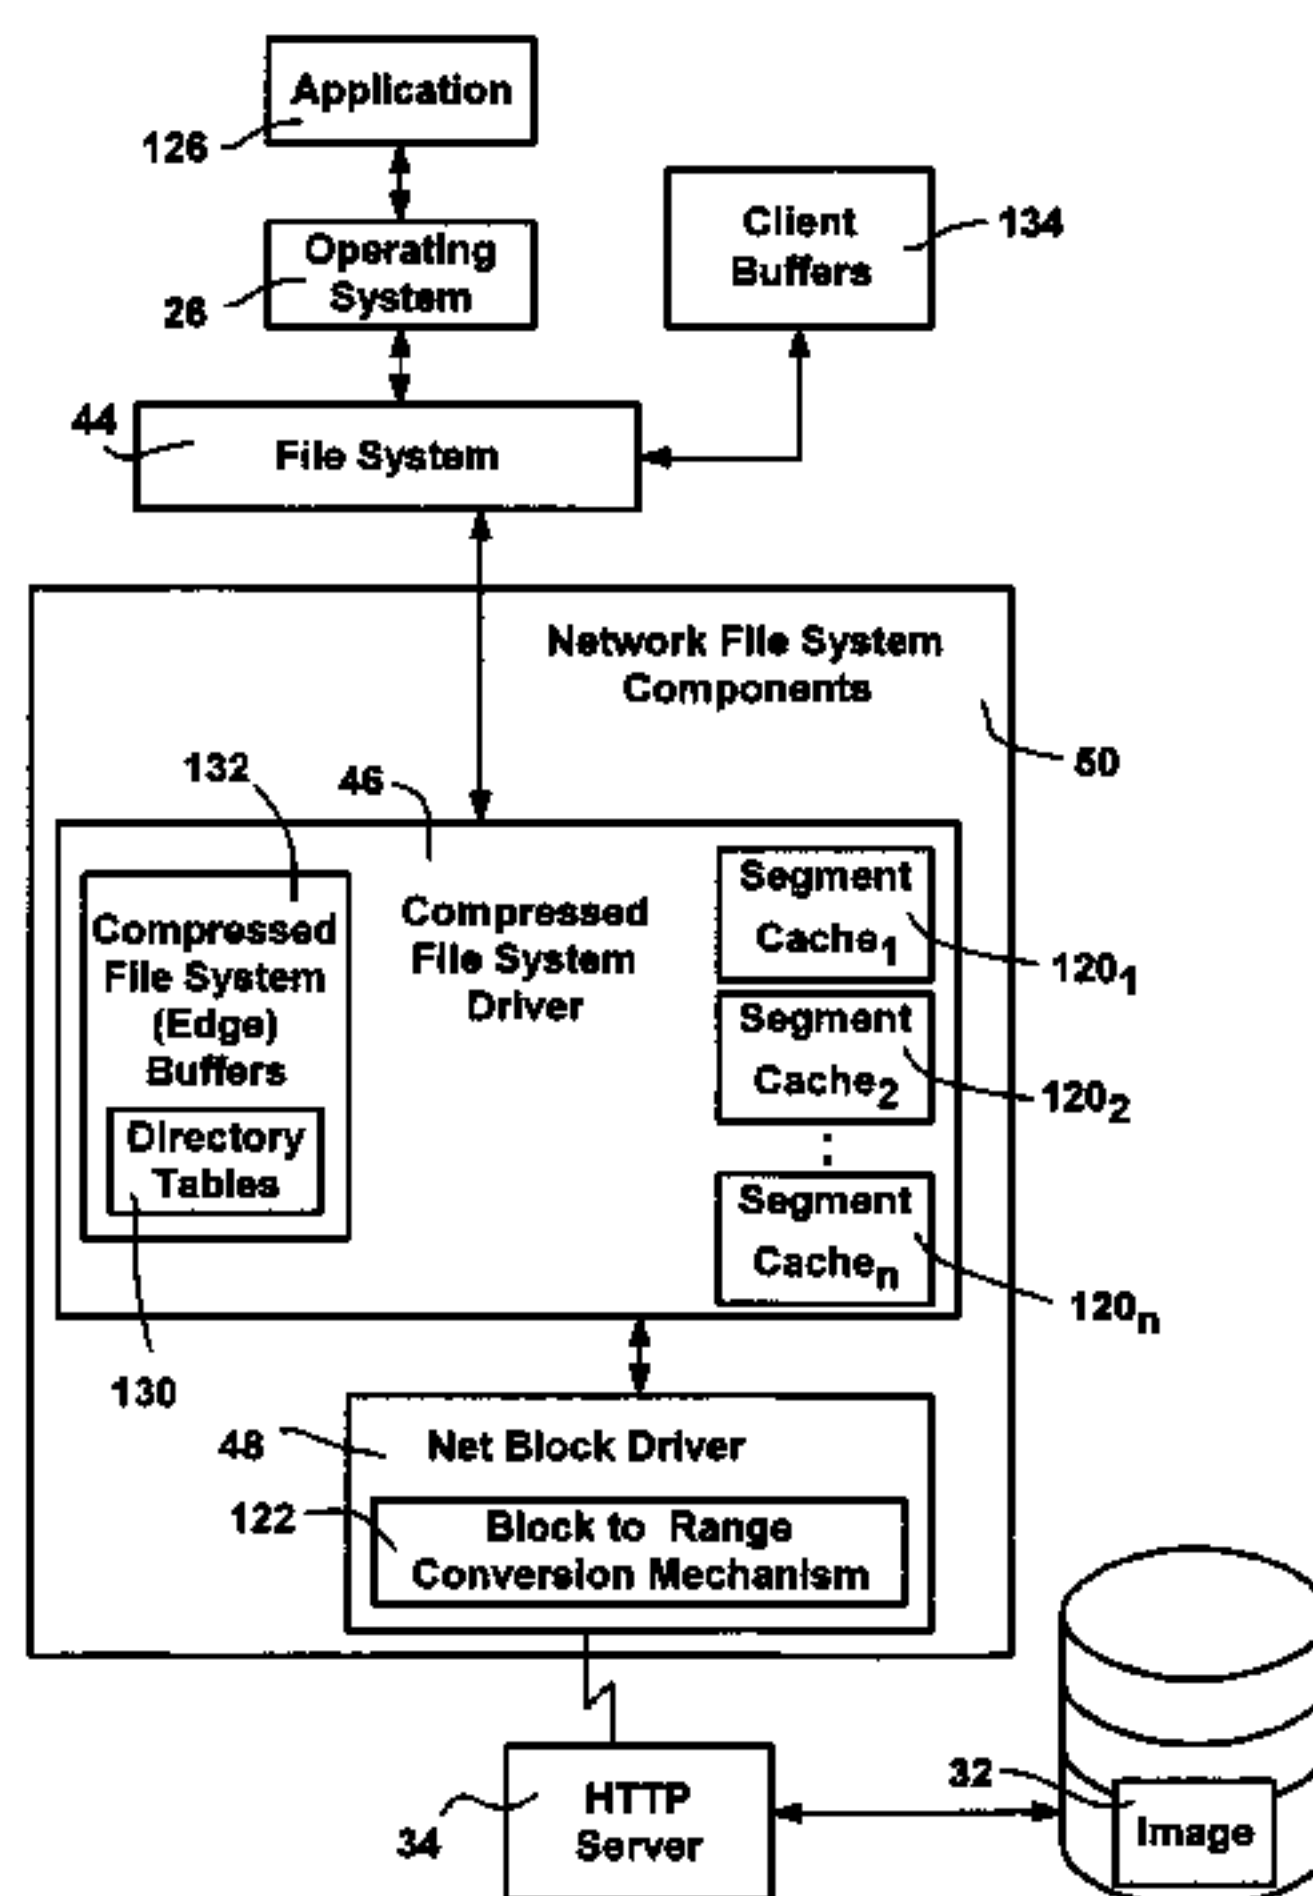 Application
126
Client
Buffers
134
Operating
System
26
44
File System
Network File System
Components
50
132
46
Compressed
File System
(Edge)
Buffers
Compressed
File System
Driver
Segment
Cache1
1201
Segment
Cache2
1202
Directory
Tables
:
Segment
Cachen
120n
130
48
Net Block Driver
122
Block to Range
Conversion Mechanism
34
HTTP
Server
32
Image